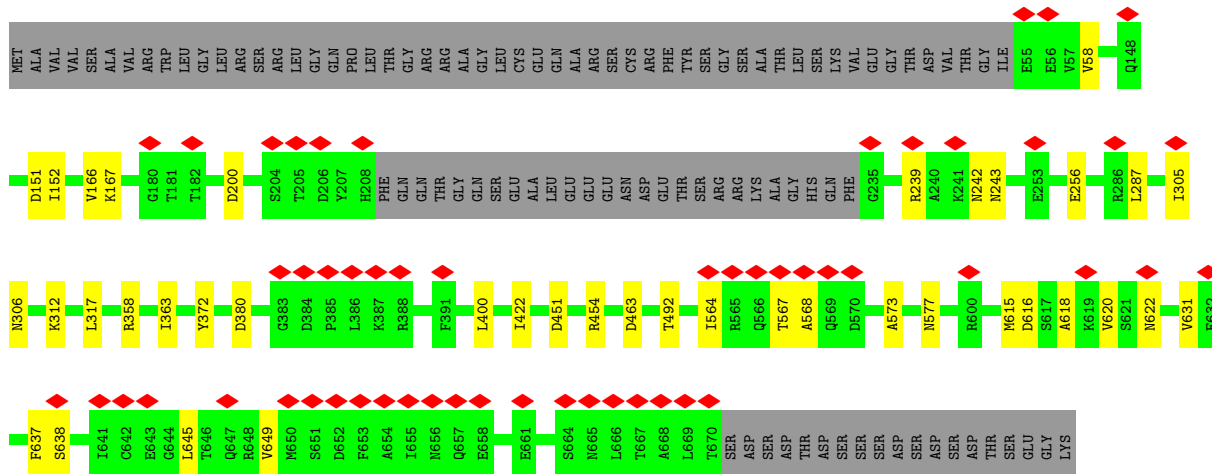 MET ALA VAL VAL SER ALA VAL ARG TRP LEU GLY LEU ARG SER ARG LEU GLY GLN PRO LEU THR GLY ARG ARG ALA GLY LEU CYS GLU GLN ALA ARG SER CYS ARG PHE TYR SER GLY SER ALA THR LEU SER LYS VAL GLU GLY THR ASP VAL THR GLY ILE E55 E56 V57 V58 Q148
D151 I152 V166 K167 G180 T181 T182 D200 S204 T205 D206 Y207 H208 PHE GLN GLN THR GLY GLN SER GLU ALA LEU GLU GLU GLU ASN ASP GLU THR SER ARG ARG LYS ALA GLY HIS GLN PHE G235 R239 A240 K241 N242 N243 E253 E256 R286 L287 I305
N306 K312 L317 R358 I363 Y372 D380 G383 D384 P385 L386 K387 R388 F391 L400 I422 D451 R454 D463 T492 I564 R565 Q566 T567 A568 Q569 D570 A573 N577 R600 M615 D616 S617 A618 K619 V620 S621 N622 V631
F637 S638 I641 C642 E643 G644 L645 T646 Q647 R648 V649 M650 S651 D652 F653 A654 I655 N656 Q657 E658 E661 S664 N665 L666 T667 A668 L669 T670 SER ASP SER SER ASP THR ASP SER SER SER SER ASP SER SER ASP THR SER GLU GLY LYS